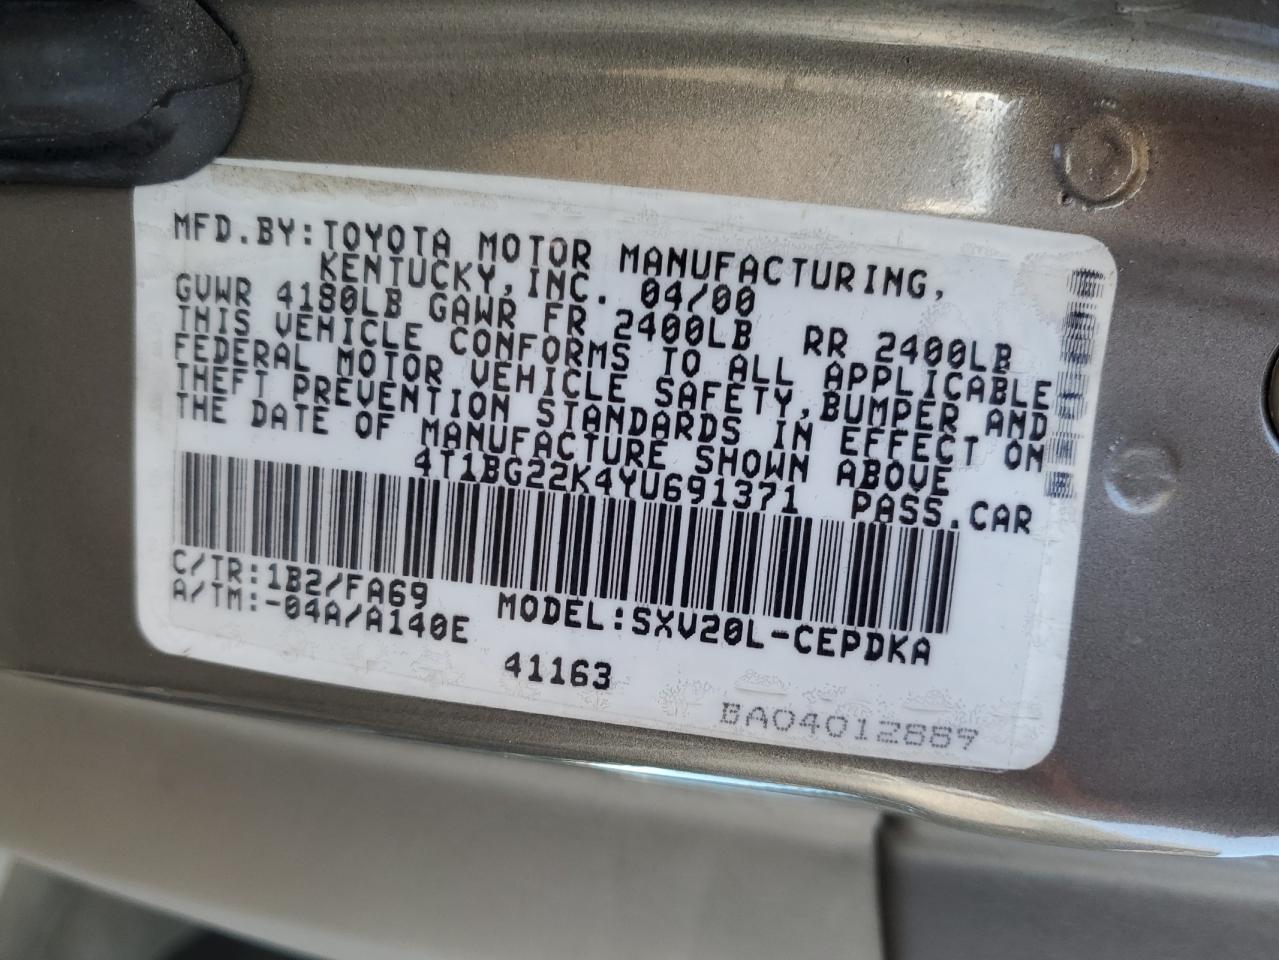 MFD.BY:TOYOTA MOTOR MANUFACTURING,
KENTUCKY,INC. 04/00
GVWR 4180LB GAWR FR 2400LB RR 2400LB
THIS VEHICLE CONFORMS TO ALL APPLICABLE
FEDERAL MOTOR VEHICLE SAFETY,BUMPER AND
THEFT PREVENTION STANDARDS IN EFFECT ON
THE DATE OF MANUFACTURE SHOWN ABOVE
4T1BG22K4YU691371 PASS.CAR
C/TR:1B2/FA69
A/TM:-04A/A140E MODEL:SXV20L-CEPDKA
41163
BA04012889